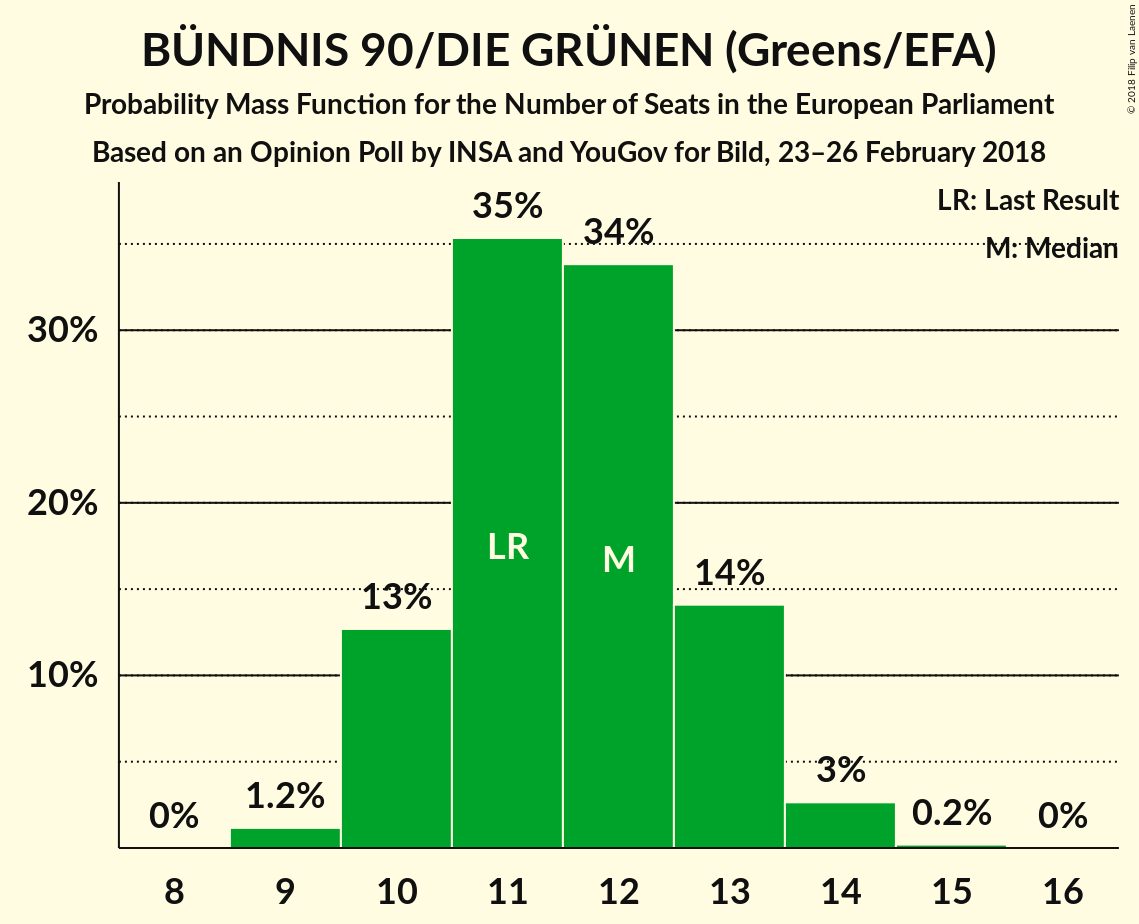 BÜNDNIS 90/DIE GRÜNEN (Greens/EFA)
Probability Mass Function for the Number of Seats in the European Parliament
Based on an Opinion Poll by INSA and YouGov for Bild, 23–26 February 2018
© 2018 Filip van Laenen
LR: Last Result
M: Median
30%
20%
10%
0%
1.2%
13%
35%
34%
14%
3%
0.2%
0%
LR
M
8 9 10 11 12 13 14 15 16